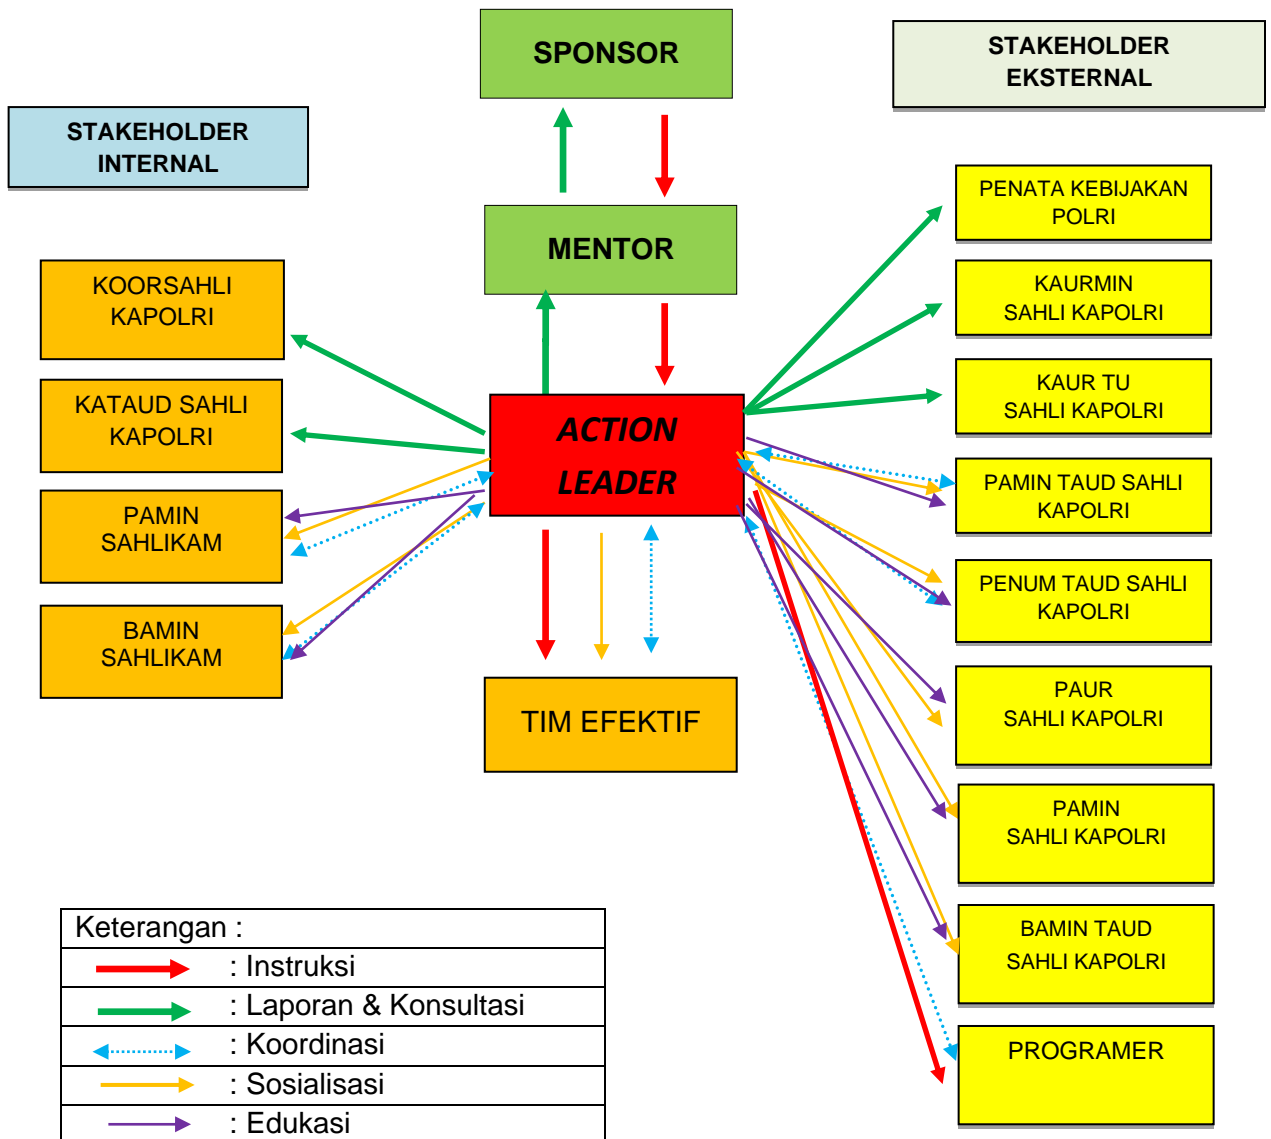 SPONSOR
STAKEHOLDER
EKSTERNAL
STAKEHOLDER
INTERNAL
PENATA KEBIJAKAN
POLRI
MENTOR
KOORSAHLI
KAPOLRI
KAURMIN
SAHLI KAPOLRI
KAUR TU
SAHLI KAPOLRI
KATAUD SAHLI
KAPOLRI
ACTION
LEADER
PAMIN TAUD SAHLI
KAPOLRI
PAMIN
SAHLIKAM
PENUM TAUD SAHLI
KAPOLRI
BAMIN
SAHLIKAM
PAUR
SAHLI KAPOLRI
TIM EFEKTIF
PAMIN
SAHLI KAPOLRI
BAMIN TAUD
SAHLI KAPOLRI
PROGRAMER
Keterangan :
: Instruksi
: Laporan & Konsultasi
: Koordinasi
: Sosialisasi
: Edukasi